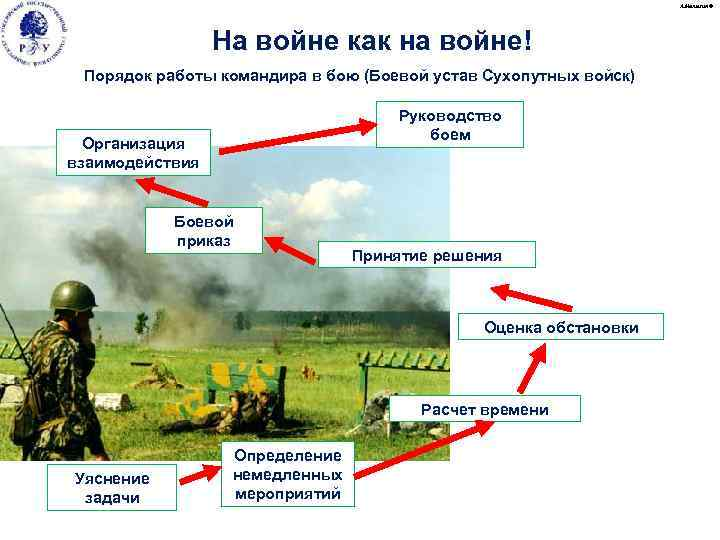 На войне как на войне!
Порядок работы командира в бою (Боевой устав Сухопутных войск)
Руководство
боем
Организация
взаимодействия
Боевой
приказ
Принятие решения
Оценка обстановки
Расчет времени
Определение
немедленных
мероприятий
Уяснение
задачи